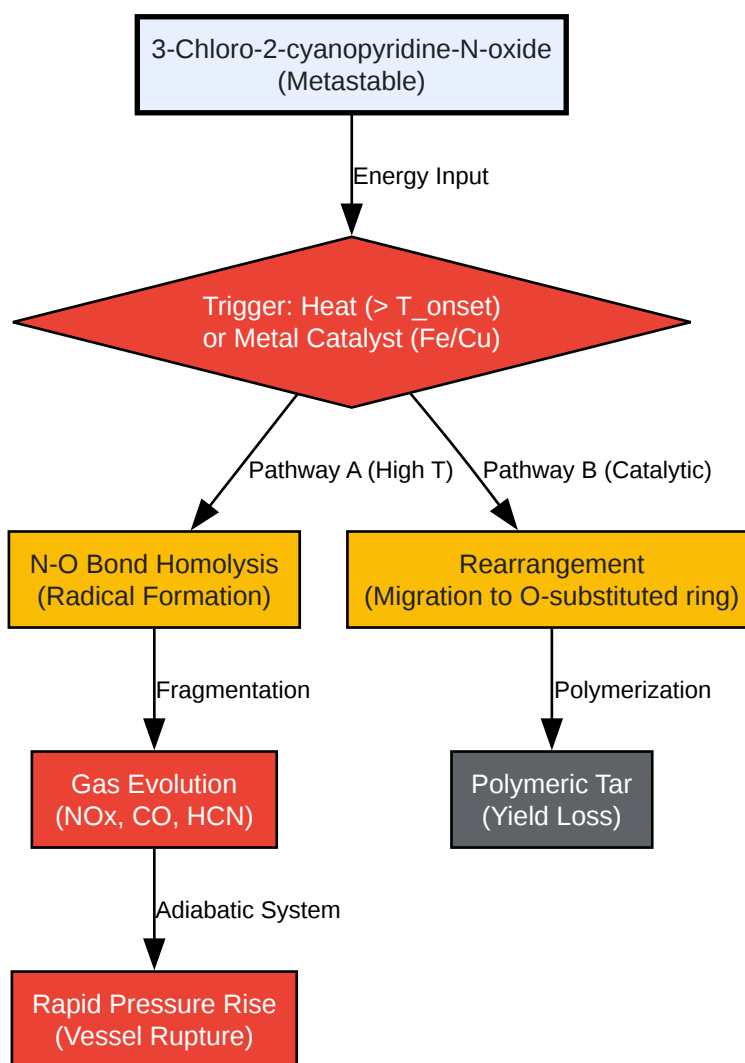 3-Chloro-2-cyanopyridine-N-oxide
(Metastable)
Energy Input
Trigger: Heat (> T_onset)
or Metal Catalyst (Fe/Cu)
Pathway A (High T)
Pathway B (Catalytic)
N-O Bond Homolysis
(Radical Formation)
Rearrangement
(Migration to O-substituted ring)
Fragmentation
Polymerization
Gas Evolution
(NOx, CO, HCN)
Polymeric Tar
(Yield Loss)
Adiabatic System
Rapid Pressure Rise
(Vessel Rupture)